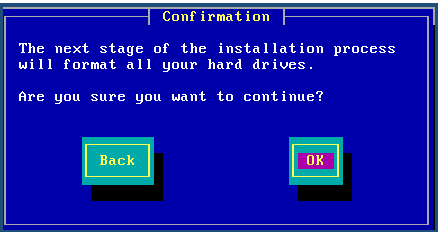 Confirmation
The next stage of the installation process
will format all your hard drives.
Are you sure you want to continue?
Back
OK